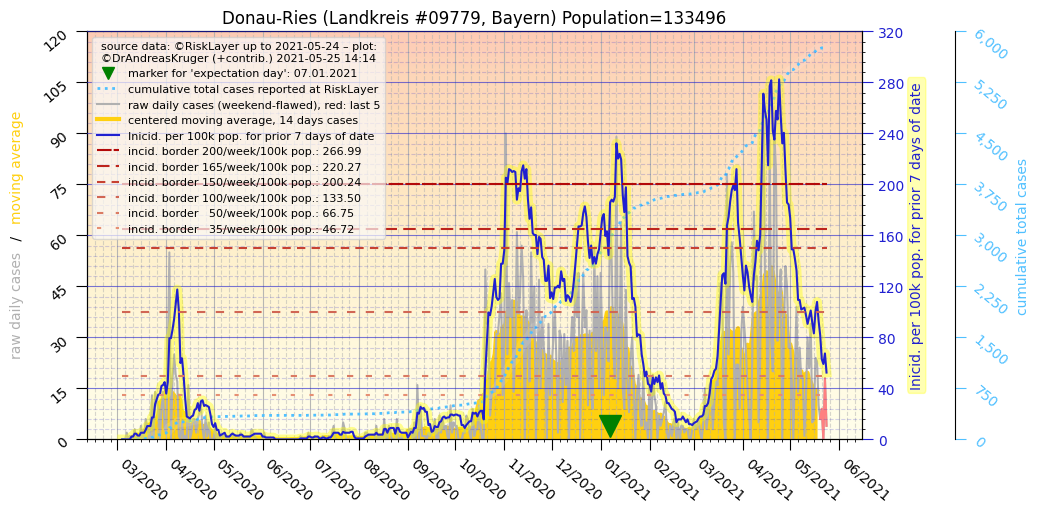 Donau-Ries (Landkreis #09779, Bayern) Population=133496
source data: ©RiskLayer up to 2021-05-24 – plot:
©DrAndreasKruger (+contrib.) 2021-05-25 14:14
marker for 'expectation day': 07.01.2021
cumulative total cases reported at RiskLayer
raw daily cases (weekend-flawed), red: last 5
centered moving average, 14 days cases
Inicid. per 100k pop. for prior 7 days of date
incid. border 200/week/100k pop.: 266.99
incid. border 165/week/100k pop.: 220.27
incid. border 150/week/100k pop.: 200.24
incid. border 100/week/100k pop.: 133.50
incid. border 50/week/100k pop.: 66.75
incid. border 35/week/100k pop.: 46.72
raw daily cases / moving average
120
105
90
75
60
45
30
15
0
320
280
240
200
160
120
80
40
0
Inicid. per 100k pop. for prior 7 days of date
6,000
5,250
4,500
3,750
3,000
2,250
1,500
750
0
cumulative total cases
03/2020
04/2020
05/2020
06/2020
07/2020
08/2020
09/2020
10/2020
11/2020
12/2020
01/2021
02/2021
03/2021
04/2021
05/2021
06/2021